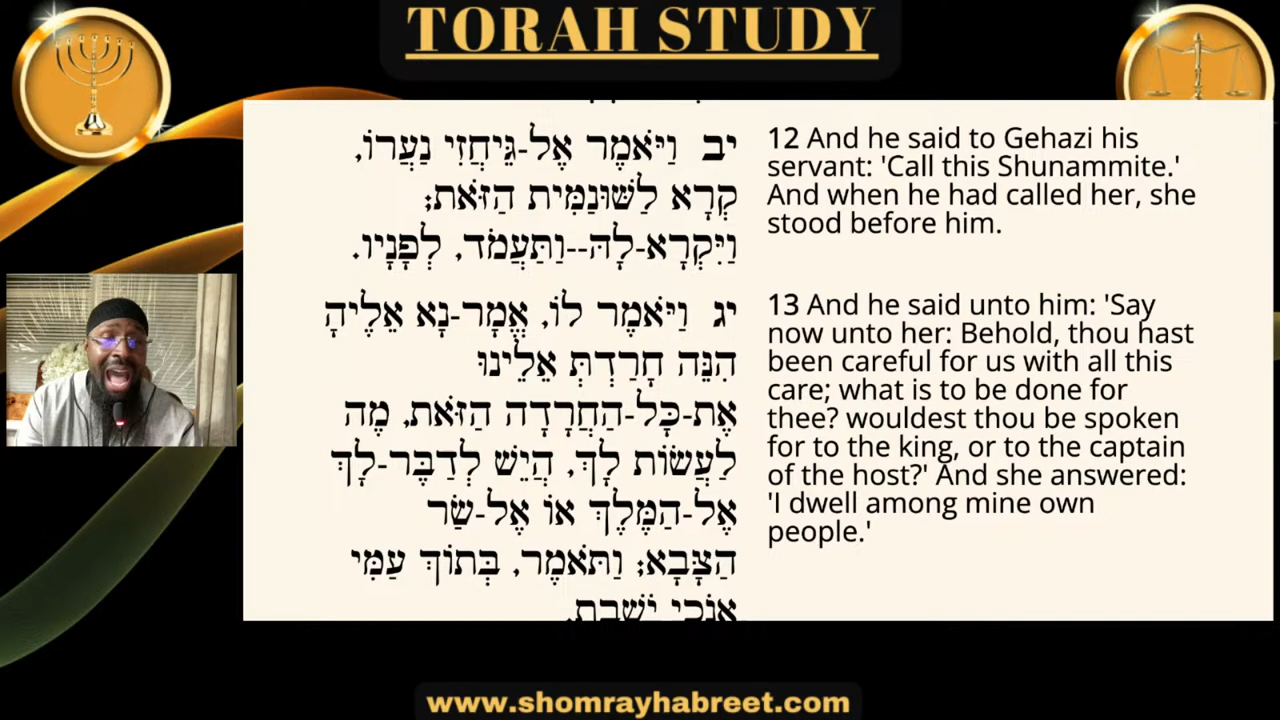 TORAH STUDY
יב וַיֹּאמֶר אֶל-גֵּיחֲזִי נַעֲרוֹ,
קְרָא לַשּׁוּנַמִּית הַזֹּאת;
וַיִּקְרָא-לָהּ--וַתַּעֲמֹד, לְפָנָיו.
יג וַיֹּאמֶר לוֹ, אֱמָר-נָא אֵלֶיהָ
הִנֵּה חָרַדְתְּ אֵלֵינוּ
אֶת-כָּל-הַחֲרָדָה הַזֹּאת, מֶה
לַעֲשׂוֹת לָךְ, הֲיֵשׁ לְדַבֶּר-לָךְ
אֶל-הַמֶּלֶךְ אוֹ אֶל-שַׂר
הַצָּבָא; וַתֹּאמֶר, בְּתוֹךְ עַמִּי
אָנֹכִי יֹשָׁבֶת.
12 And he said to Gehazi his
servant: 'Call this Shunammite.'
And when he had called her, she
stood before him.
13 And he said unto him: 'Say
now unto her: Behold, thou hast
been careful for us with all this
care; what is to be done for
thee? wouldest thou be spoken
for to the king, or to the captain
of the host?' And she answered:
'I dwell among mine own
people.'
www.shomrayhabreet.com